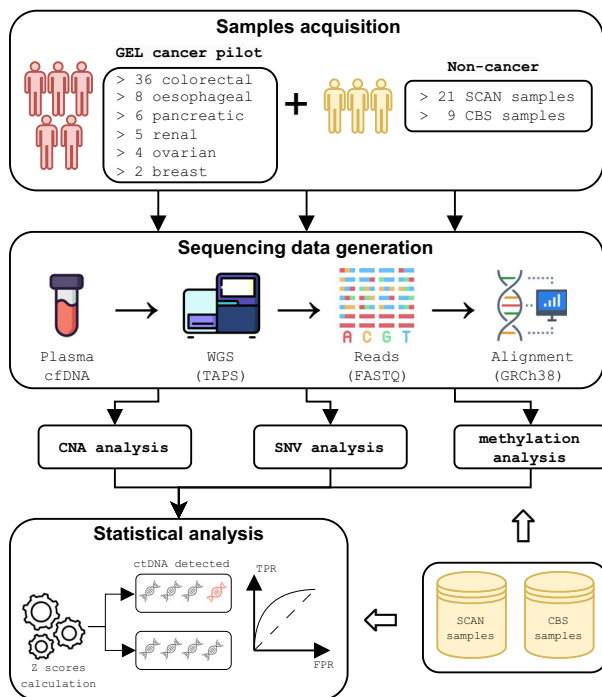 Samples acquisition
GEL cancer pilot
> 36 colorectal
> 8 oesophageal
> 6 pancreatic
> 5 renal
> 4 ovarian
> 2 breast
Non-cancer
> 21 SCAN samples
> 9 CBS samples
Sequencing data generation
A C G T
Plasma
cfDNA
WGS
(TAPS)
Reads
(FASTQ)
Alignment
(GRCh38)
CNA analysis
SNV analysis
methylation
analysis
Statistical analysis
ctDNA detected
TPR
FPR
Z scores
calculation
SCAN
samples
CBS
samples